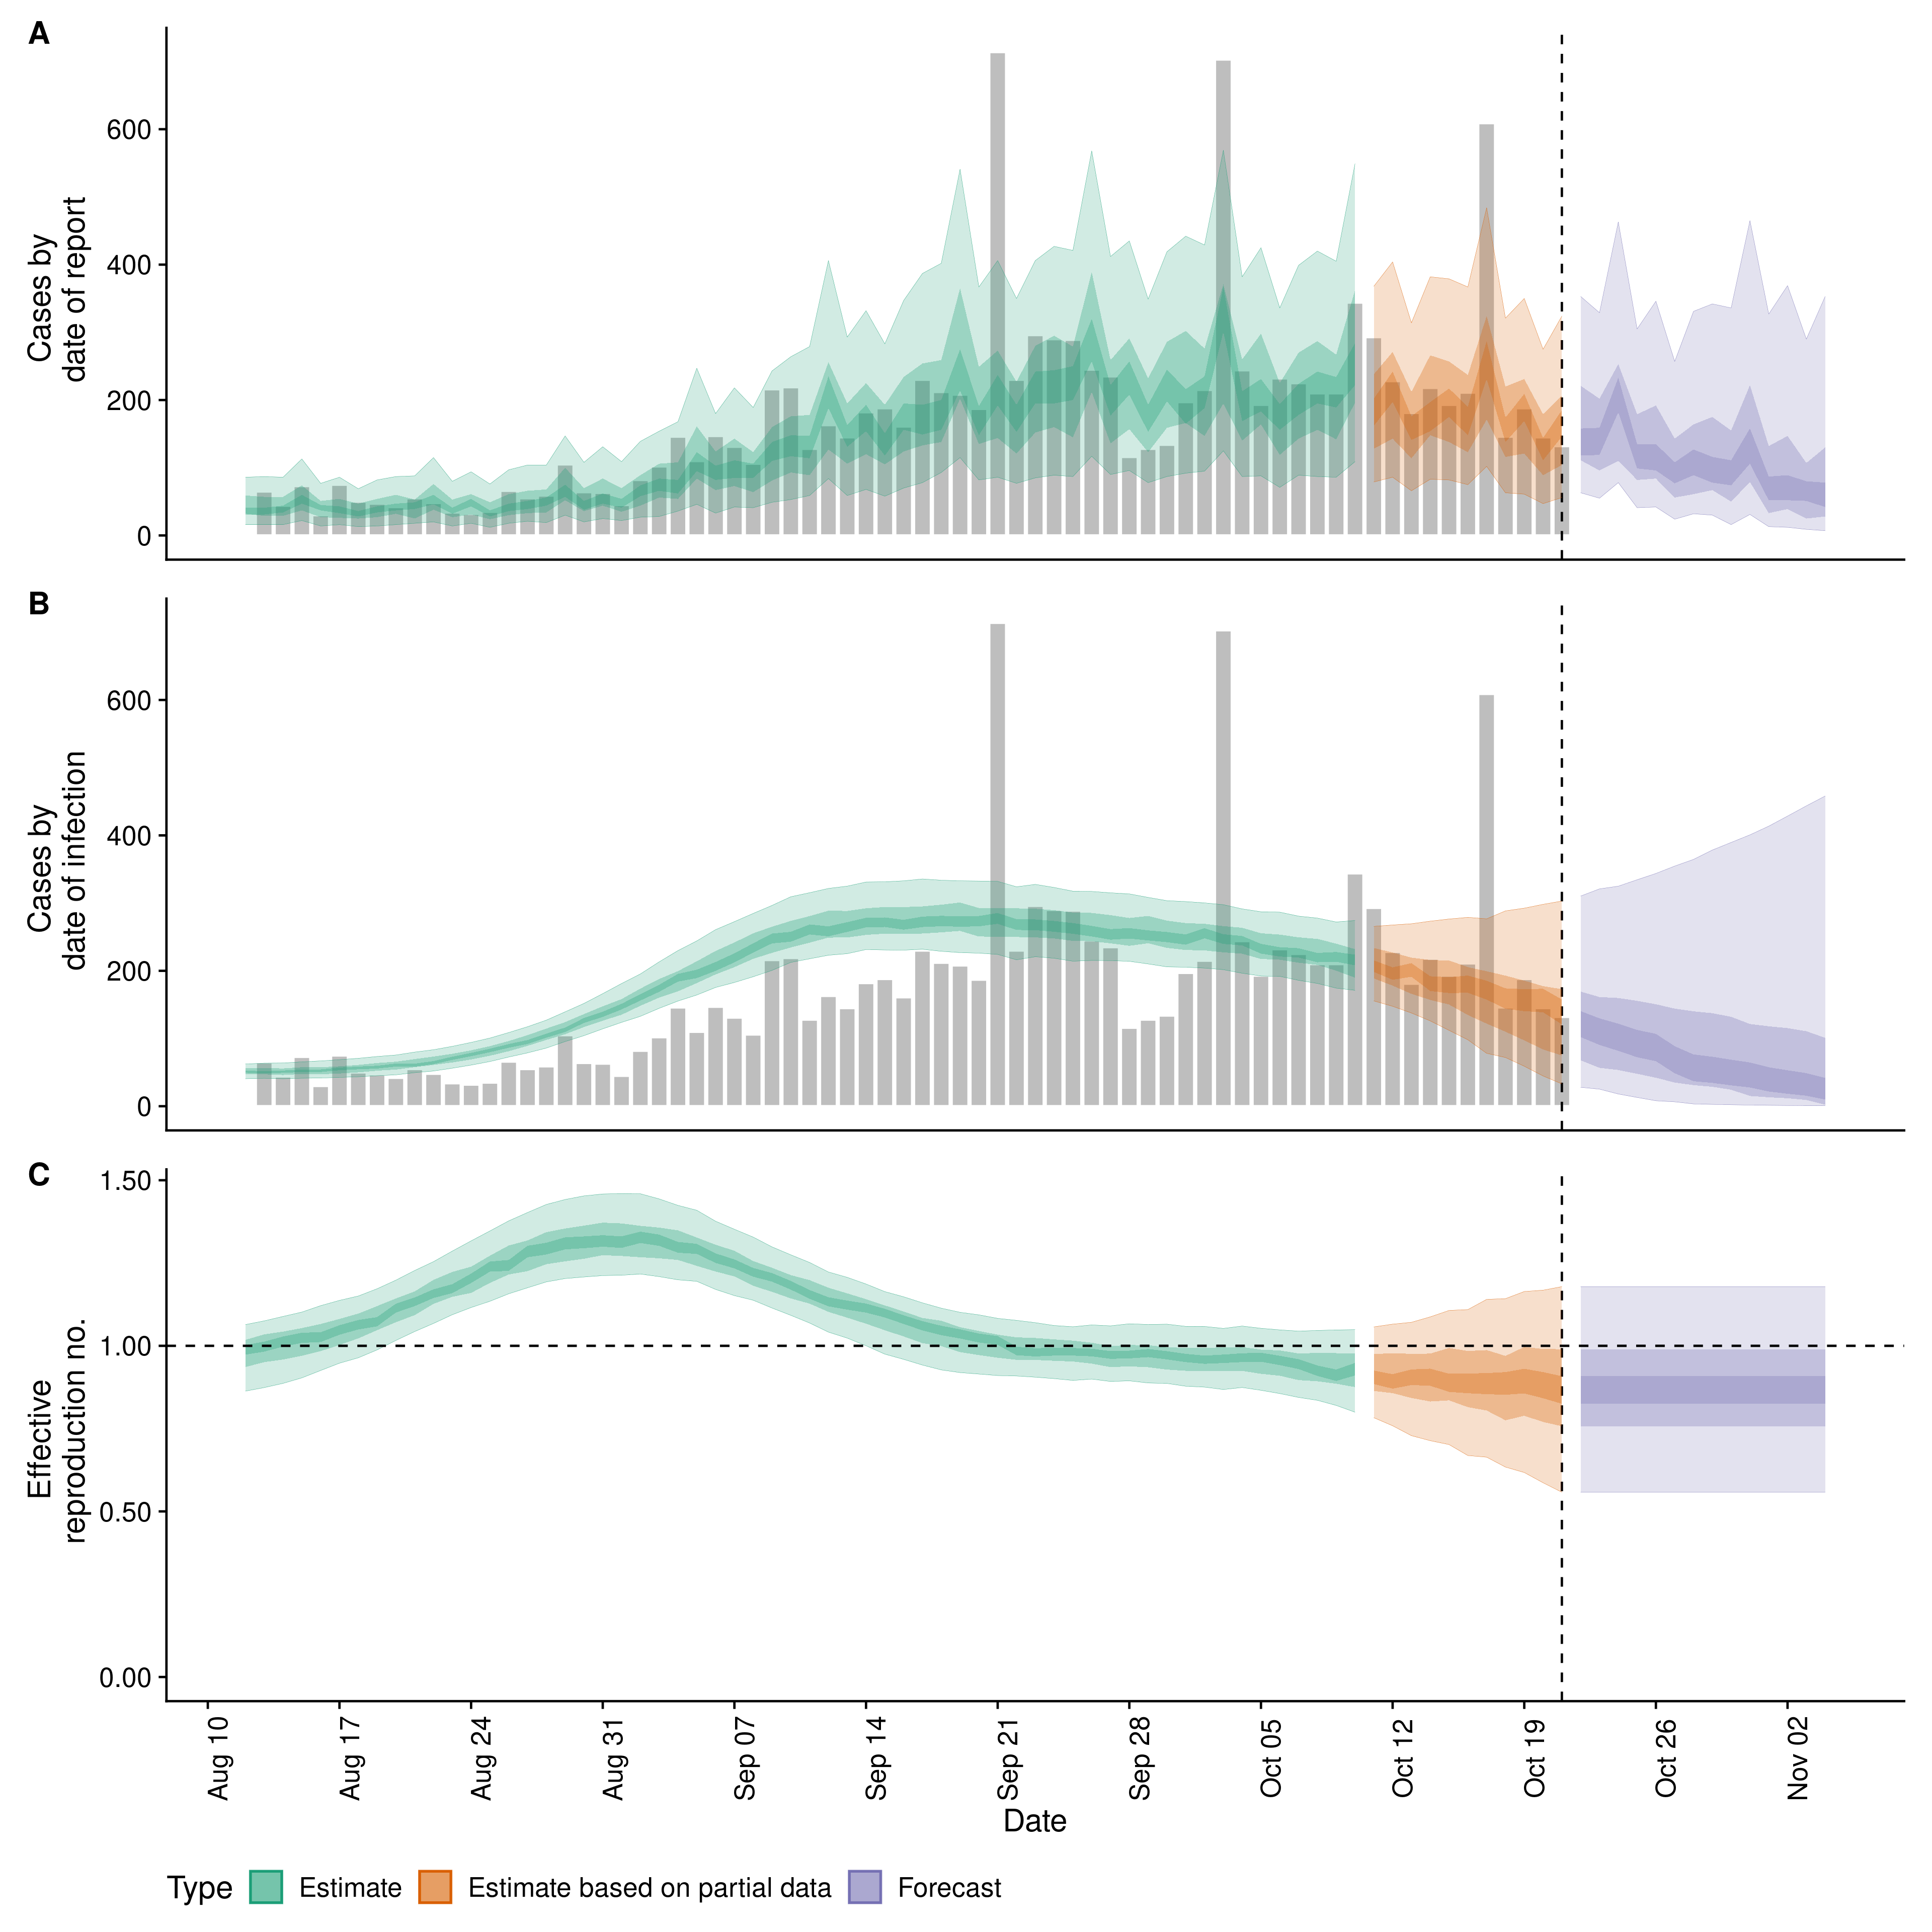 A
Cases by
date of report
600
400
200
0
B
Cases by
date of infection
600
400
200
0
C
Effective
reproduction no.
1.50
1.00
0.50
0.00
Aug 10
Aug 17
Aug 24
Aug 31
Sep 07
Sep 14
Sep 21
Sep 28
Oct 05
Oct 12
Oct 19
Oct 26
Nov 02
Date
Type Estimate Estimate based on partial data Forecast